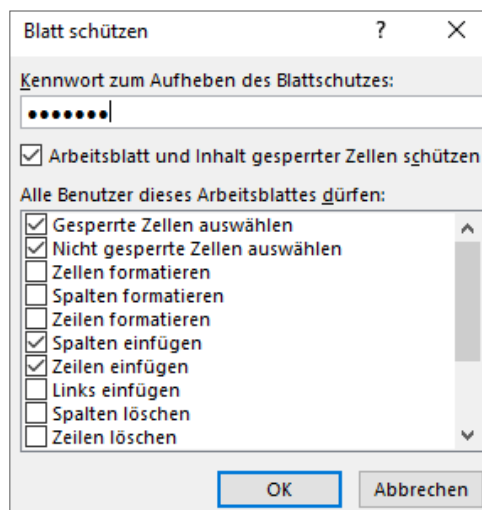 Blatt schützen ? ×
Kennwort zum Aufheben des Blattschutzes:
•••••••
Arbeitsblatt und Inhalt gesperrter Zellen schützen
Alle Benutzer dieses Arbeitsblattes dürfen:
Gesperrte Zellen auswählen
Nicht gesperrte Zellen auswählen
Zellen formatieren
Spalten formatieren
Zeilen formatieren
Spalten einfügen
Zeilen einfügen
Links einfügen
Spalten löschen
Zeilen löschen
OK Abbrechen